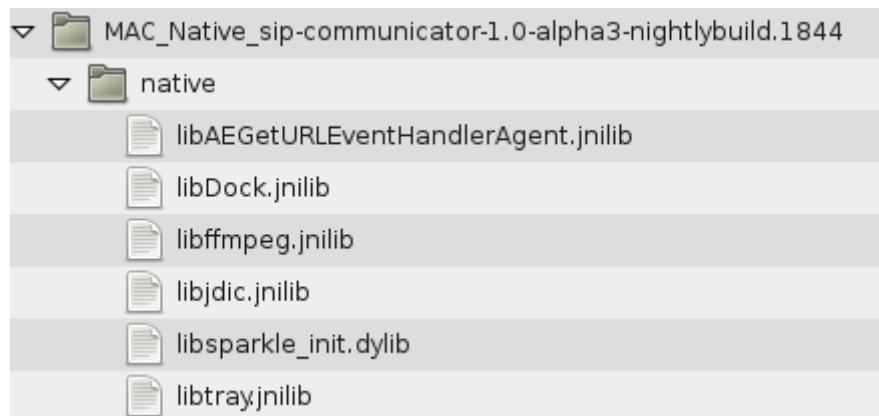 MAC_Native_sip-communicator-1.0-alpha3-nightlybuild.1844
native
libAEGetURLEventHandlerAgent.jnilib
libDock.jnilib
libffmpeg.jnilib
libjdic.jnilib
libsparkle_init.dylib
libtray.jnilib